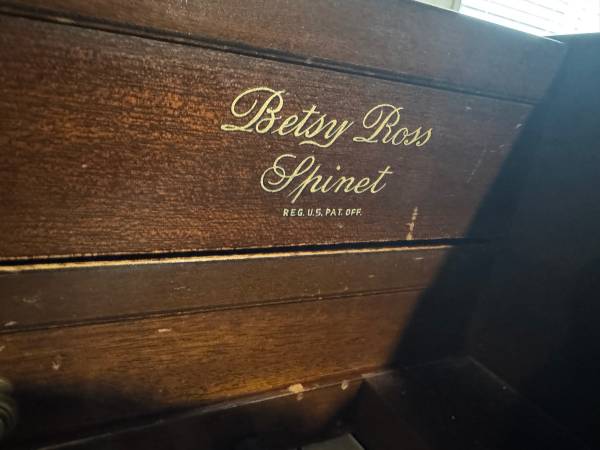 Betsy Ross
Spinet
REG. U.S. PAT. OFF.